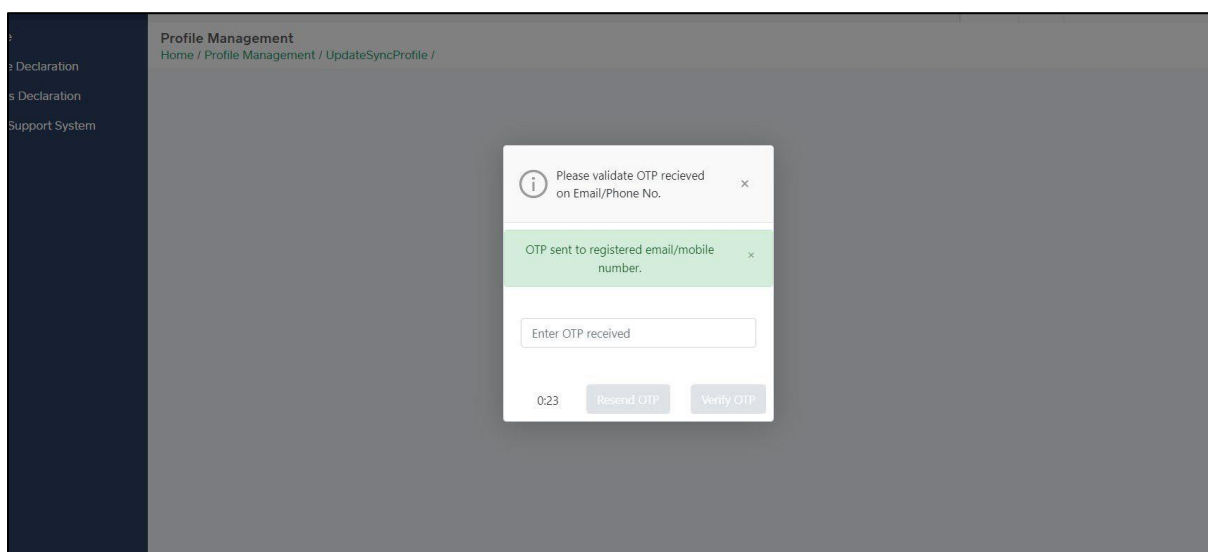 Profile Management
Home / Profile Management / UpdateSyncProfile /
Declaration
s Declaration
Support System
Please validate OTP recieved
on Email/Phone No.
×
OTP sent to registered email/mobile
number.
×
Enter OTP received
0:23
Resend OTP
Verify OTP